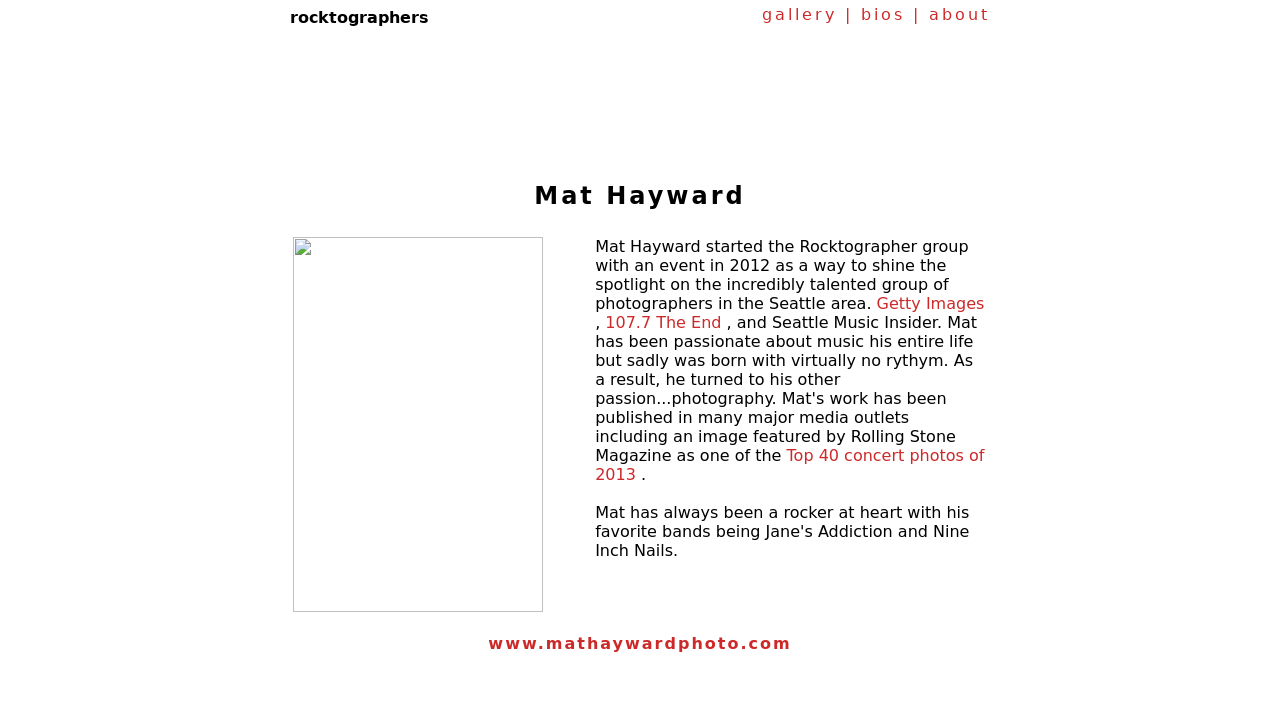 rocktographers
gallery | bios | about
Mat Hayward
Mat Hayward started the Rocktographer group
with an event in 2012 as a way to shine the
spotlight on the incredibly talented group of
photographers in the Seattle area. Getty Images
, 107.7 The End , and Seattle Music Insider. Mat
has been passionate about music his entire life
but sadly was born with virtually no rythym. As
a result, he turned to his other
passion...photography. Mat's work has been
published in many major media outlets
including an image featured by Rolling Stone
Magazine as one of the Top 40 concert photos of
2013 .
Mat has always been a rocker at heart with his
favorite bands being Jane's Addiction and Nine
Inch Nails.
www.mathaywardphoto.com